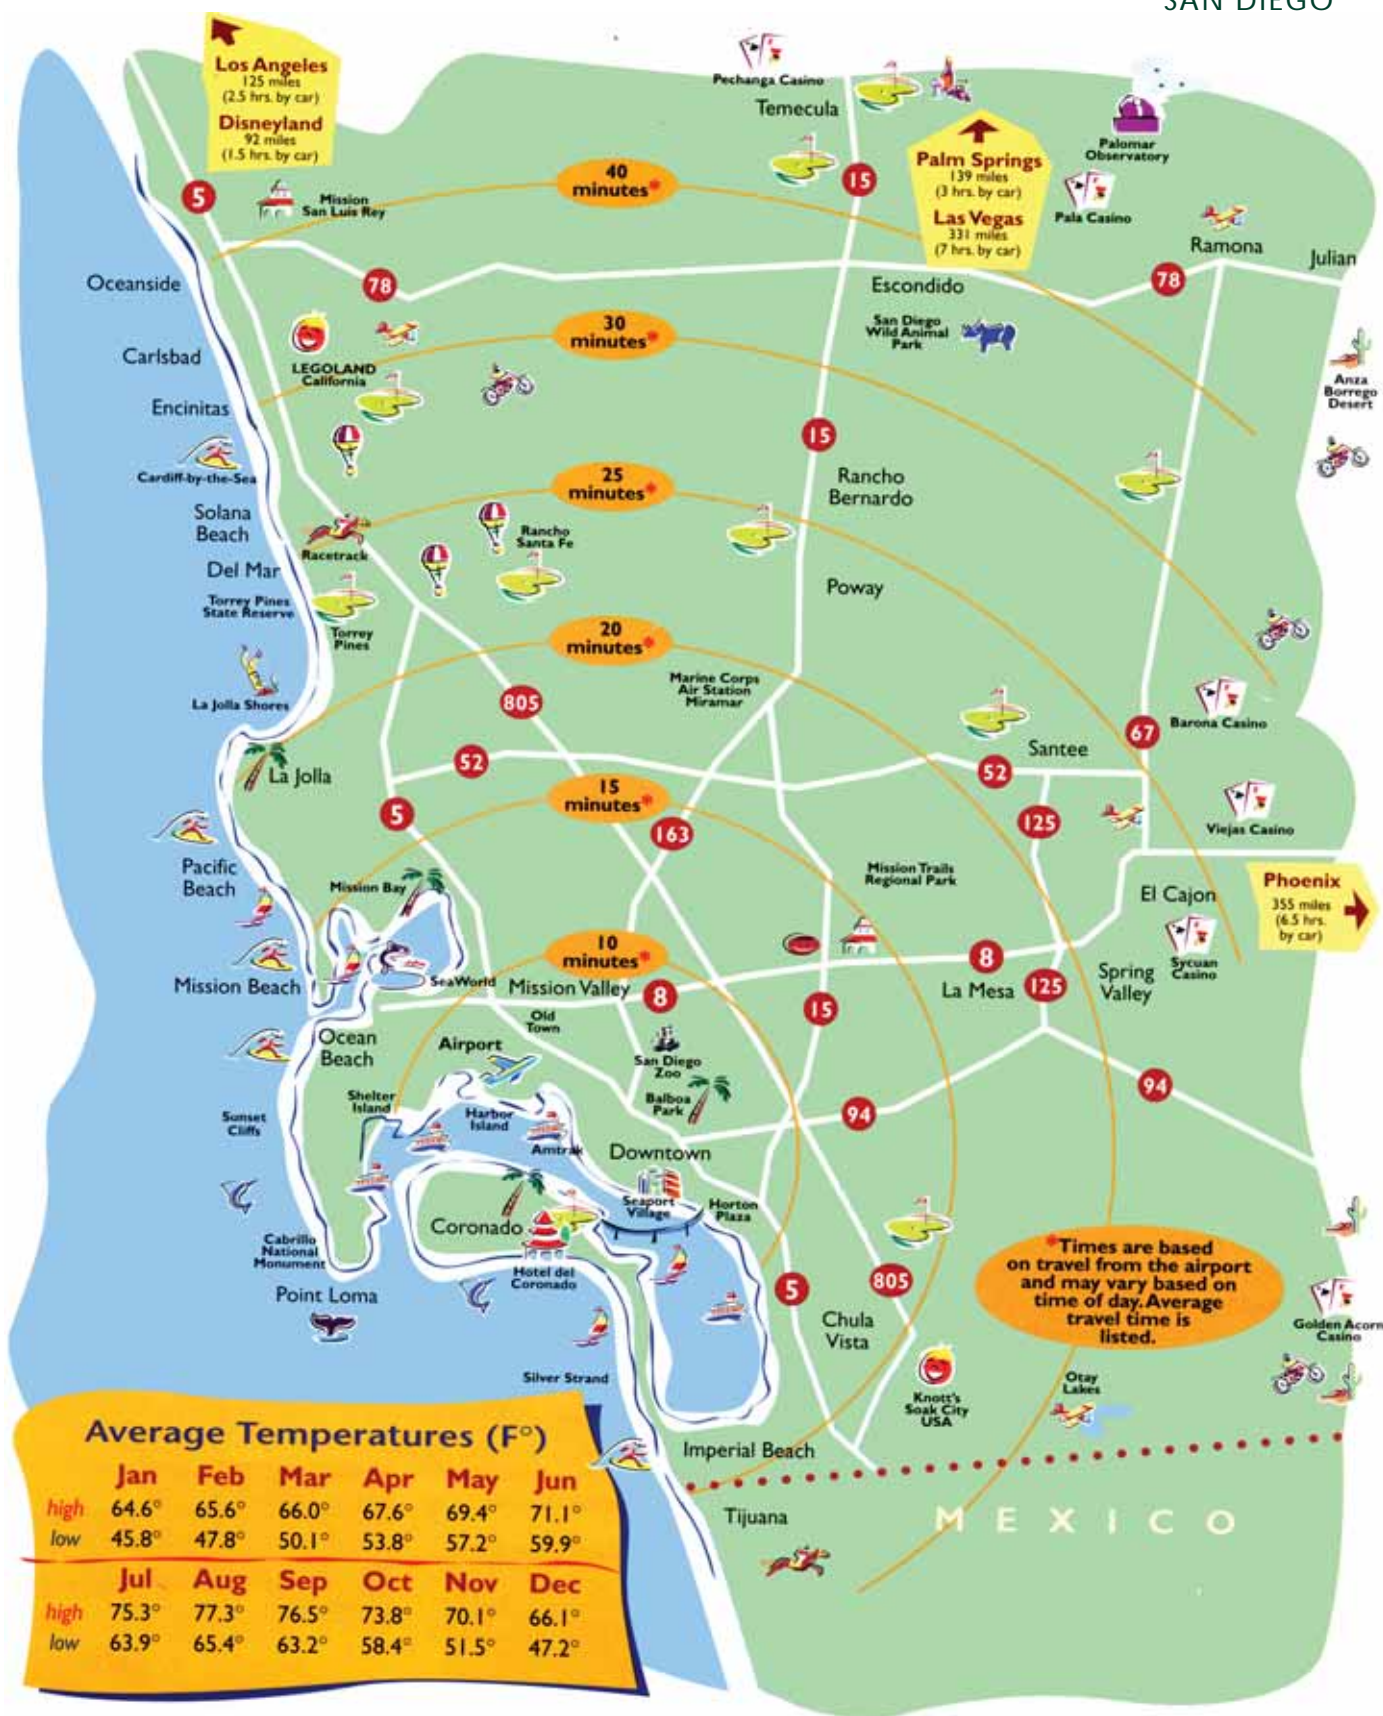 SAN DIEGO
Los Angeles
125 miles
(2.5 hrs. by car)
Disneyland
92 miles
(1.5 hrs. by car)
Pechanga Casino
Temecula
Palomar
Observatory
Palm Springs
139 miles
(3 hrs. by car)
Las Vegas
331 miles
(7 hrs. by car)
40
minutes*
15
5
Mission
San Luis Rey
Pala Casino
Ramona
Julian
Oceanside
78
Escondido
78
30
minutes*
San Diego
Wild Animal
Park
Carlsbad
LEGOLAND
California
Anza
Borrego
Desert
Encinitas
15
Cardiff-by-the-Sea
25
minutes*
Rancho
Bernardo
Solana
Beach
Racetrack
Rancho
Santa Fe
Del Mar
Poway
Torrey Pines
State Reserve
Torrey
Pines
20
minutes*
Marine Corps
Air Station
Miramar
La Jolla Shores
805
Barona Casino
67
Santee
52
52
La Jolla
15
minutes*
5
163
125
Viejas Casino
Pacific
Beach
Mission Bay
Mission Trails
Regional Park
El Cajon
Phoenix
355 miles
(6.5 hrs.
by car)
10
minutes*
8
Sycuan
Casino
Mission Beach
SeaWorld
Mission Valley
8
La Mesa
125
Spring
Valley
15
Old
Town
Ocean
Beach
Airport
San Diego
Zoo
94
Shelter
Island
Balboa
Park
Harbor
Island
94
Sunset
Cliffs
Amtrak
Downtown
Seaport
Village
Horton
Plaza
Coronado
Cabrillo
National
Monument
Hotel del
Coronado
Point Loma
5
805
*Times are based
on travel from the airport
and may vary based on
time of day. Average
travel time is
listed.
Chula
Vista
Golden Acorn
Casino
Silver Strand
Knott's
Soak City
USA
Otay
Lakes
Imperial Beach
Tijuana
MEXICO
Average Temperatures (F°)
Jan Feb Mar Apr May Jun
high 64.6° 65.6° 66.0° 67.6° 69.4° 71.1°
low 45.8° 47.8° 50.1° 53.8° 57.2° 59.9°
Jul Aug Sep Oct Nov Dec
high 75.3° 77.3° 76.5° 73.8° 70.1° 66.1°
low 63.9° 65.4° 63.2° 58.4° 51.5° 47.2°